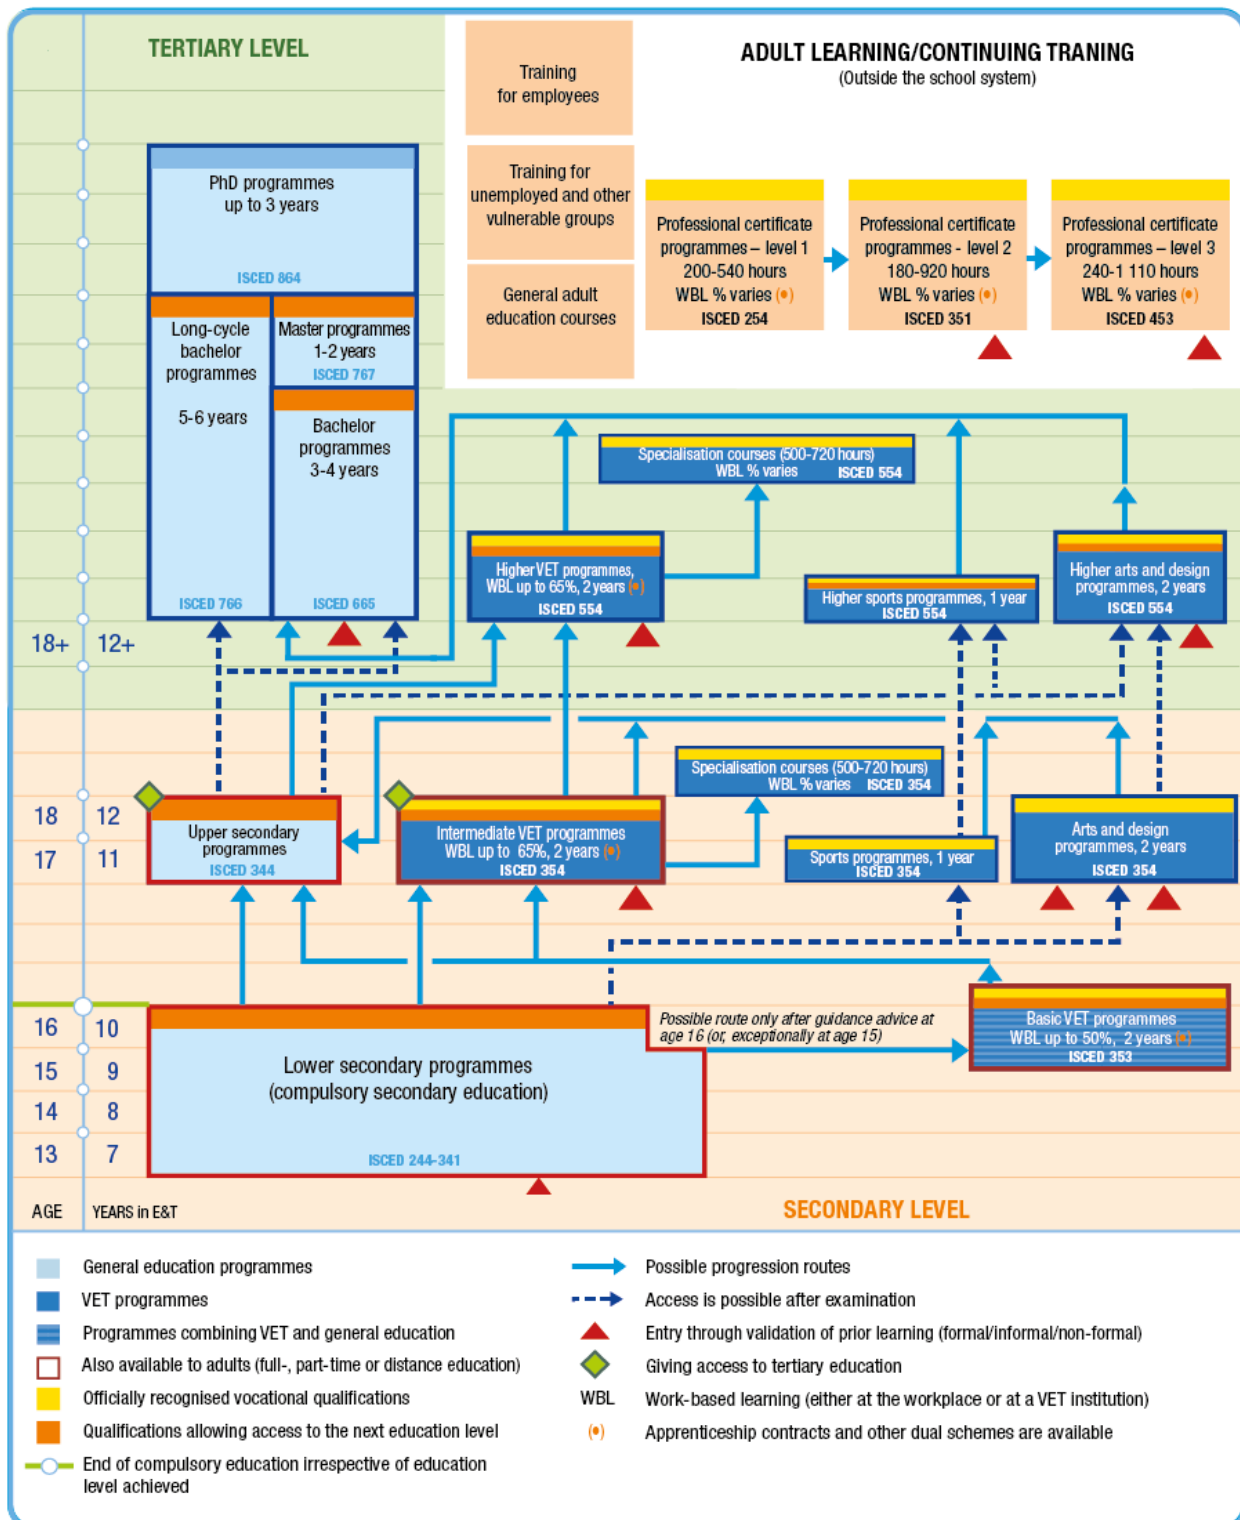 TERTIARY LEVEL
ADULT LEARNING/CONTINUING TRANING
(Outside the school system)
Training
for employees
Training for
unemployed and other
vulnerable groups
General adult
education courses
Professional certificate
programmes – level 1
200-540 hours
WBL % varies (•)
ISCED 254
Professional certificate
programmes - level 2
180-920 hours
WBL % varies (•)
ISCED 351
Professional certificate
programmes – level 3
240-1 110 hours
WBL % varies (•)
ISCED 453
PhD programmes
up to 3 years
ISCED 864
Long-cycle
bachelor
programmes
5-6 years
ISCED 766
Master programmes
1-2 years
ISCED 767
Bachelor
programmes
3-4 years
ISCED 665
Specialisation courses (500-720 hours)
WBL % varies ISCED 554
Higher VET programmes,
WBL up to 65%, 2 years (•)
ISCED 554
Higher sports programmes, 1 year
ISCED 554
Higher arts and design
programmes, 2 years
ISCED 554
18+ 12+
Specialisation courses (500-720 hours)
WBL % varies ISCED 354
18 12
17 11
Upper secondary
programmes
ISCED 344
Intermediate VET programmes
WBL up to 65%, 2 years (•)
ISCED 354
Sports programmes, 1 year
ISCED 354
Arts and design
programmes, 2 years
ISCED 354
16 10
15 9
14 8
13 7
Lower secondary programmes
(compulsory secondary education)
ISCED 244-341
Possible route only after guidance advice at
age 16 (or, exceptionally at age 15)
Basic VET programmes
WBL up to 50%, 2 years (•)
ISCED 353
AGE YEARS in E&T
SECONDARY LEVEL
General education programmes
VET programmes
Programmes combining VET and general education
Also available to adults (full-, part-time or distance education)
Officially recognised vocational qualifications
Qualifications allowing access to the next education level
End of compulsory education irrespective of education
level achieved
Possible progression routes
Access is possible after examination
Entry through validation of prior learning (formal/informal/non-formal)
Giving access to tertiary education
WBL Work-based learning (either at the workplace or at a VET institution)
(•) Apprenticeship contracts and other dual schemes are available